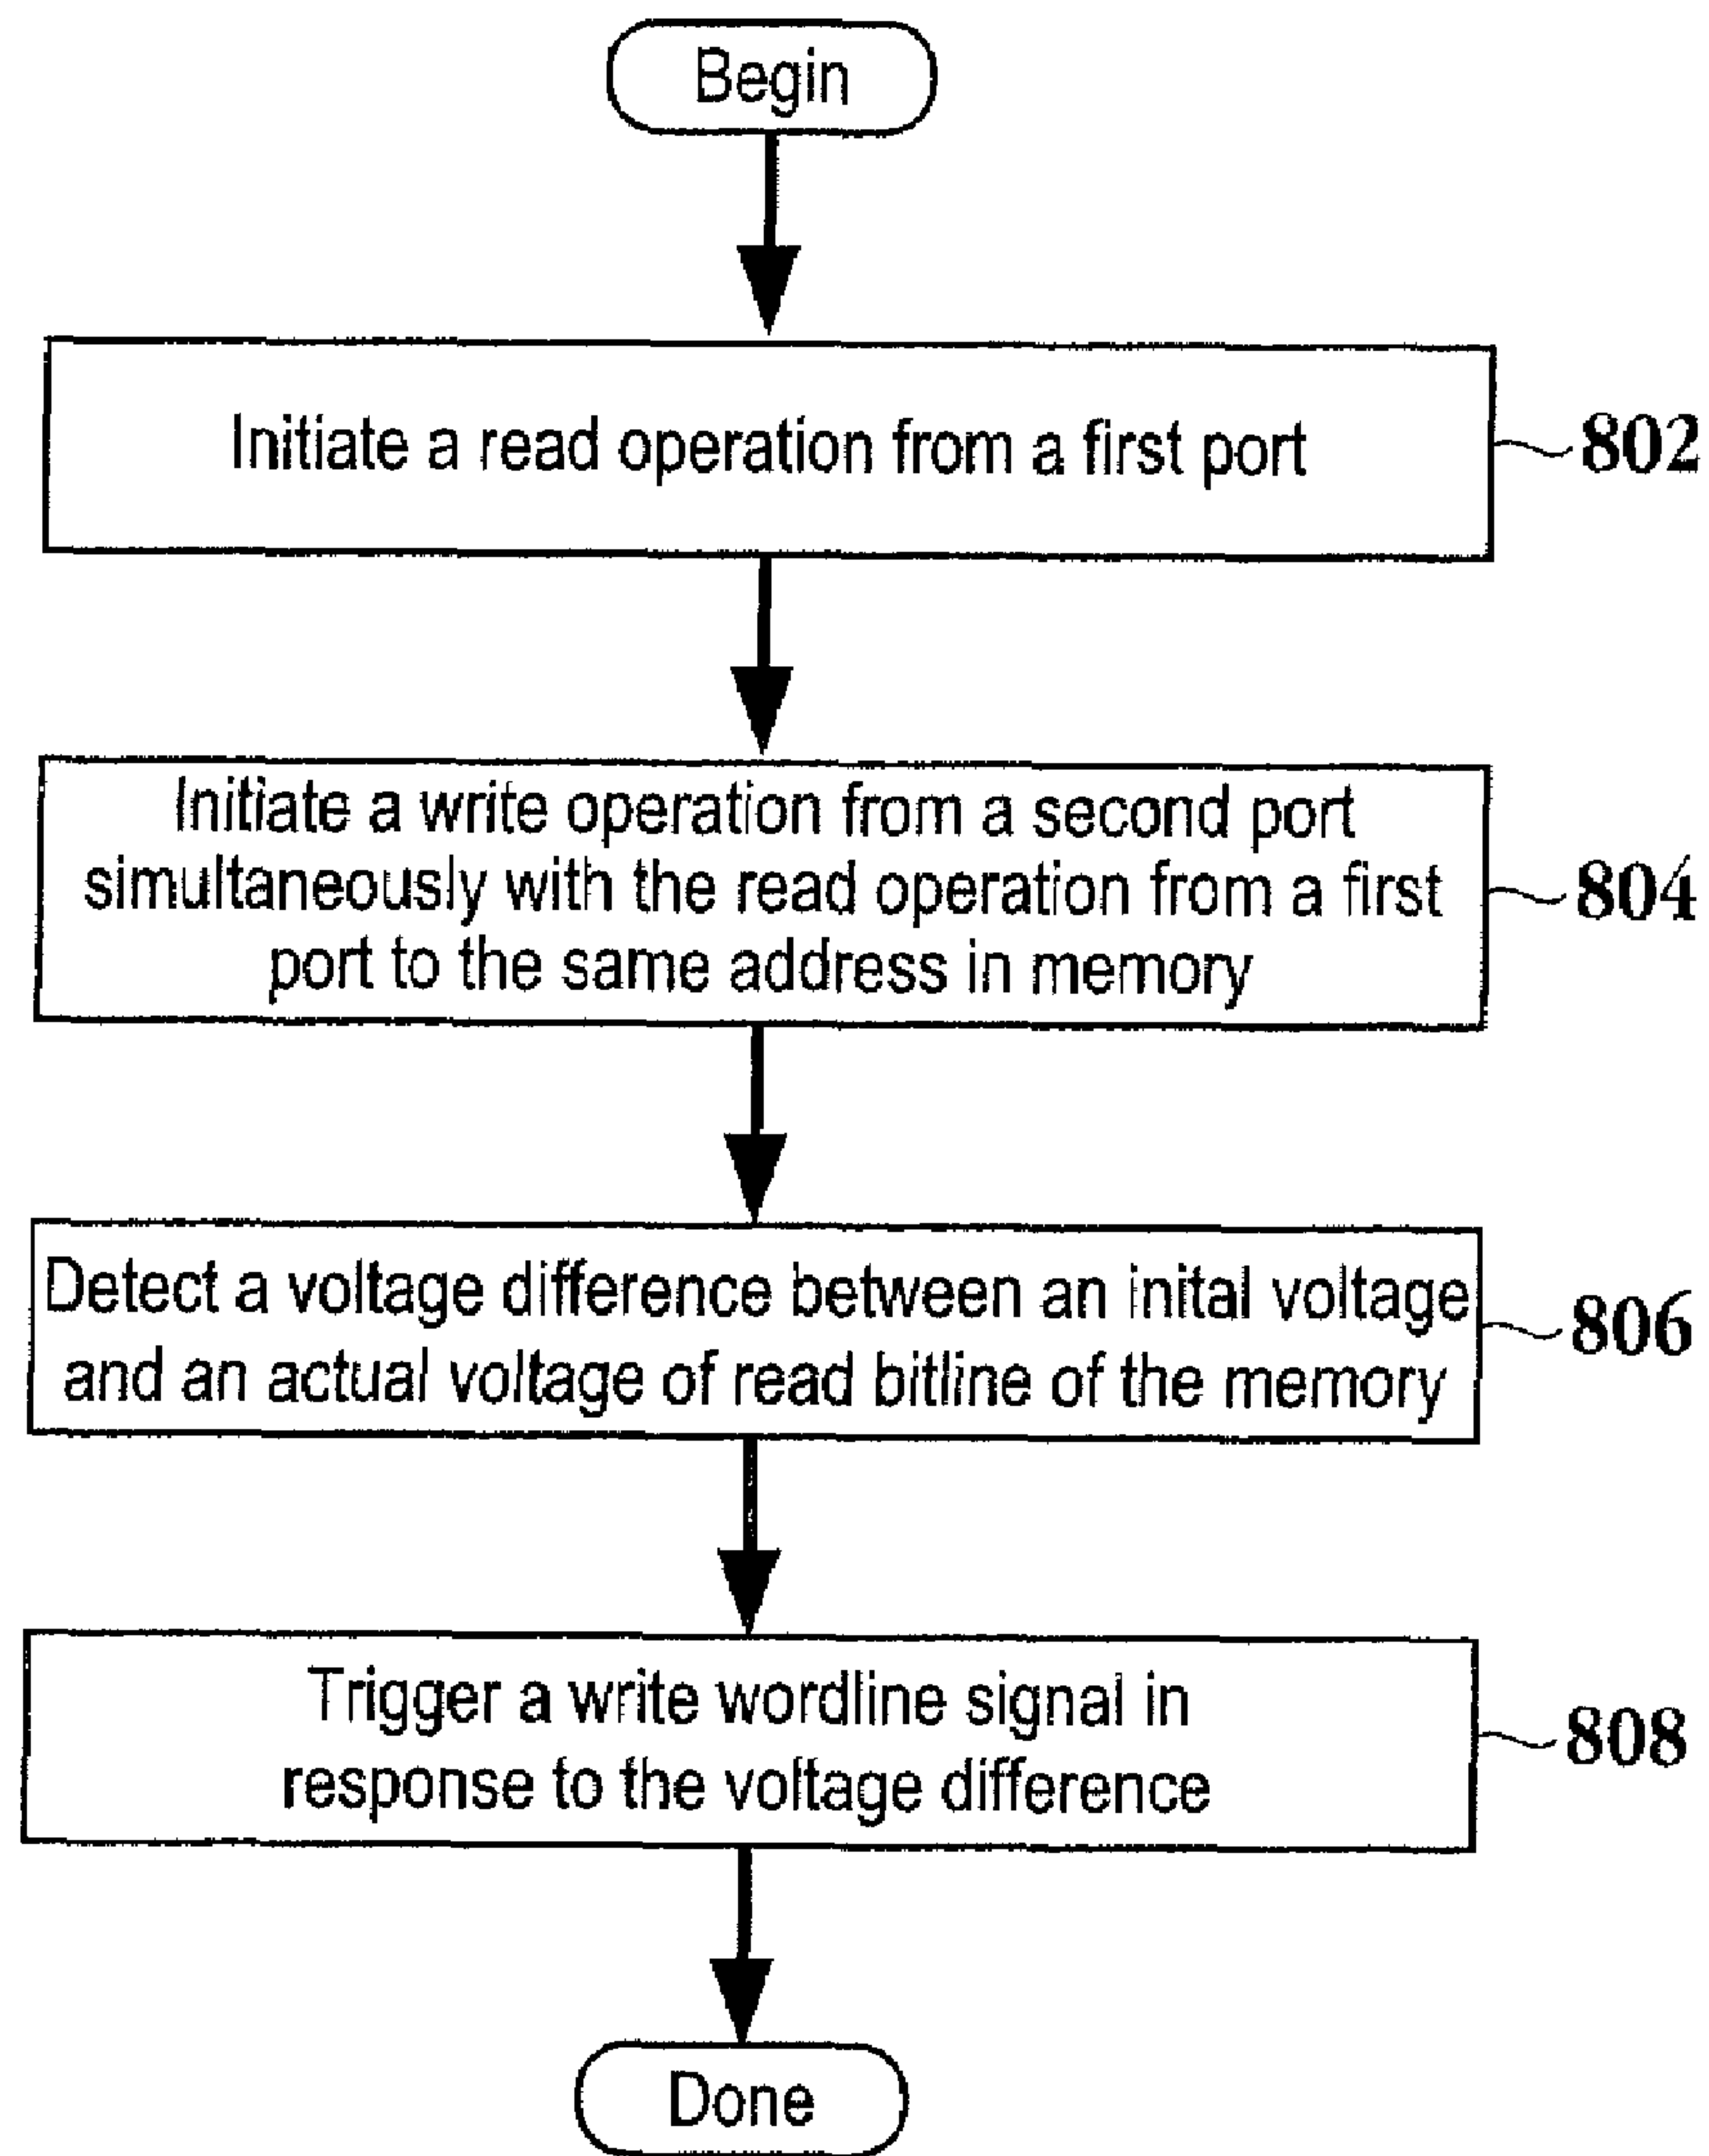 Begin
Initiate a read operation from a first port
802
Initiate a write operation from a second port
simultaneously with the read operation from a first
port to the same address in memory
804
Detect a voltage difference between an inital voltage
and an actual voltage of read bitline of the memory
806
Trigger a write wordline signal in
response to the voltage difference
808
Done